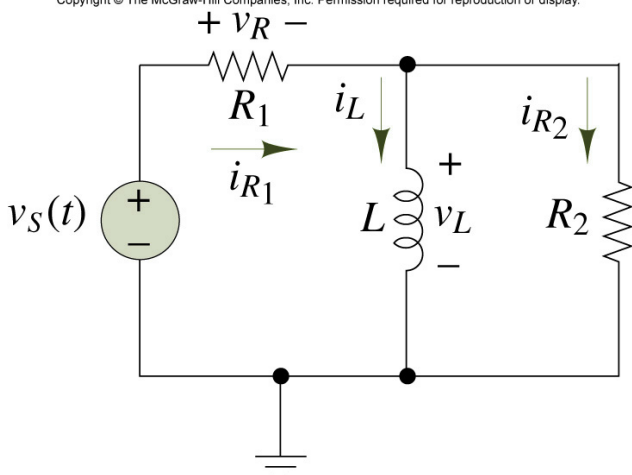 Copyright © The McGraw-Hill Companies, Inc. Permission required for reproduction or display.
+ vR −
R1
iL
iR2
iR1
+
vS(t)
+
−
L
vL
R2
−